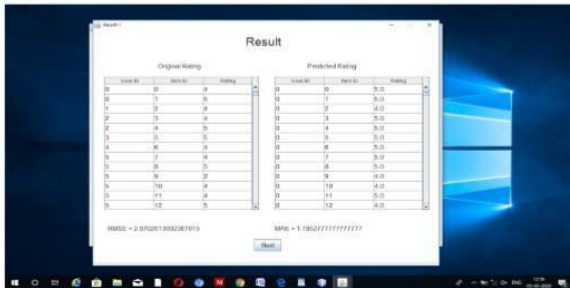 Result
Result
Original Rating
Predicted Rating
User ID Item ID Rating
User ID Item ID Rating
0 0 4 0 0 5.0
0 1 5 0 1 5.0
1 2 4 0 2 4.0
2 3 4 0 3 5.0
2 4 5 0 4 5.0
3 5 5 0 5 5.0
4 6 4 0 6 5.0
5 7 4 0 7 5.0
5 8 5 0 8 5.0
5 9 2 0 9 4.0
5 10 4 0 10 4.0
5 11 4 0 11 5.0
5 12 5 0 12 4.0
RMSE =
MAE =
Next